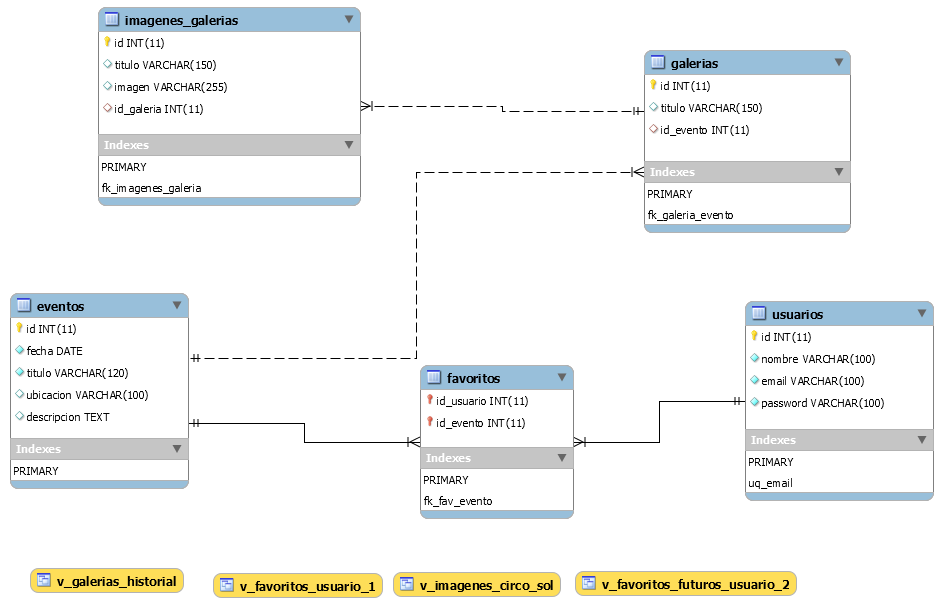 imagenes_galerias
id INT(11)
titulo VARCHAR(150)
imagen VARCHAR(255)
id_galeria INT(11)
Indexes
PRIMARY
fk_imagenes_galeria
galerias
id INT(11)
titulo VARCHAR(150)
id_evento INT(11)
Indexes
PRIMARY
fk_galeria_evento
eventos
id INT(11)
fecha DATE
titulo VARCHAR(120)
ubicacion VARCHAR(100)
descripcion TEXT
Indexes
PRIMARY
favoritos
id_usuario INT(11)
id_evento INT(11)
Indexes
PRIMARY
fk_fav_evento
usuarios
id INT(11)
nombre VARCHAR(100)
email VARCHAR(100)
password VARCHAR(100)
Indexes
PRIMARY
uq_email
v_galerias_historial
v_favoritos_usuario_1
v_imagenes_circo_sol
v_favoritos_futuros_usuario_2